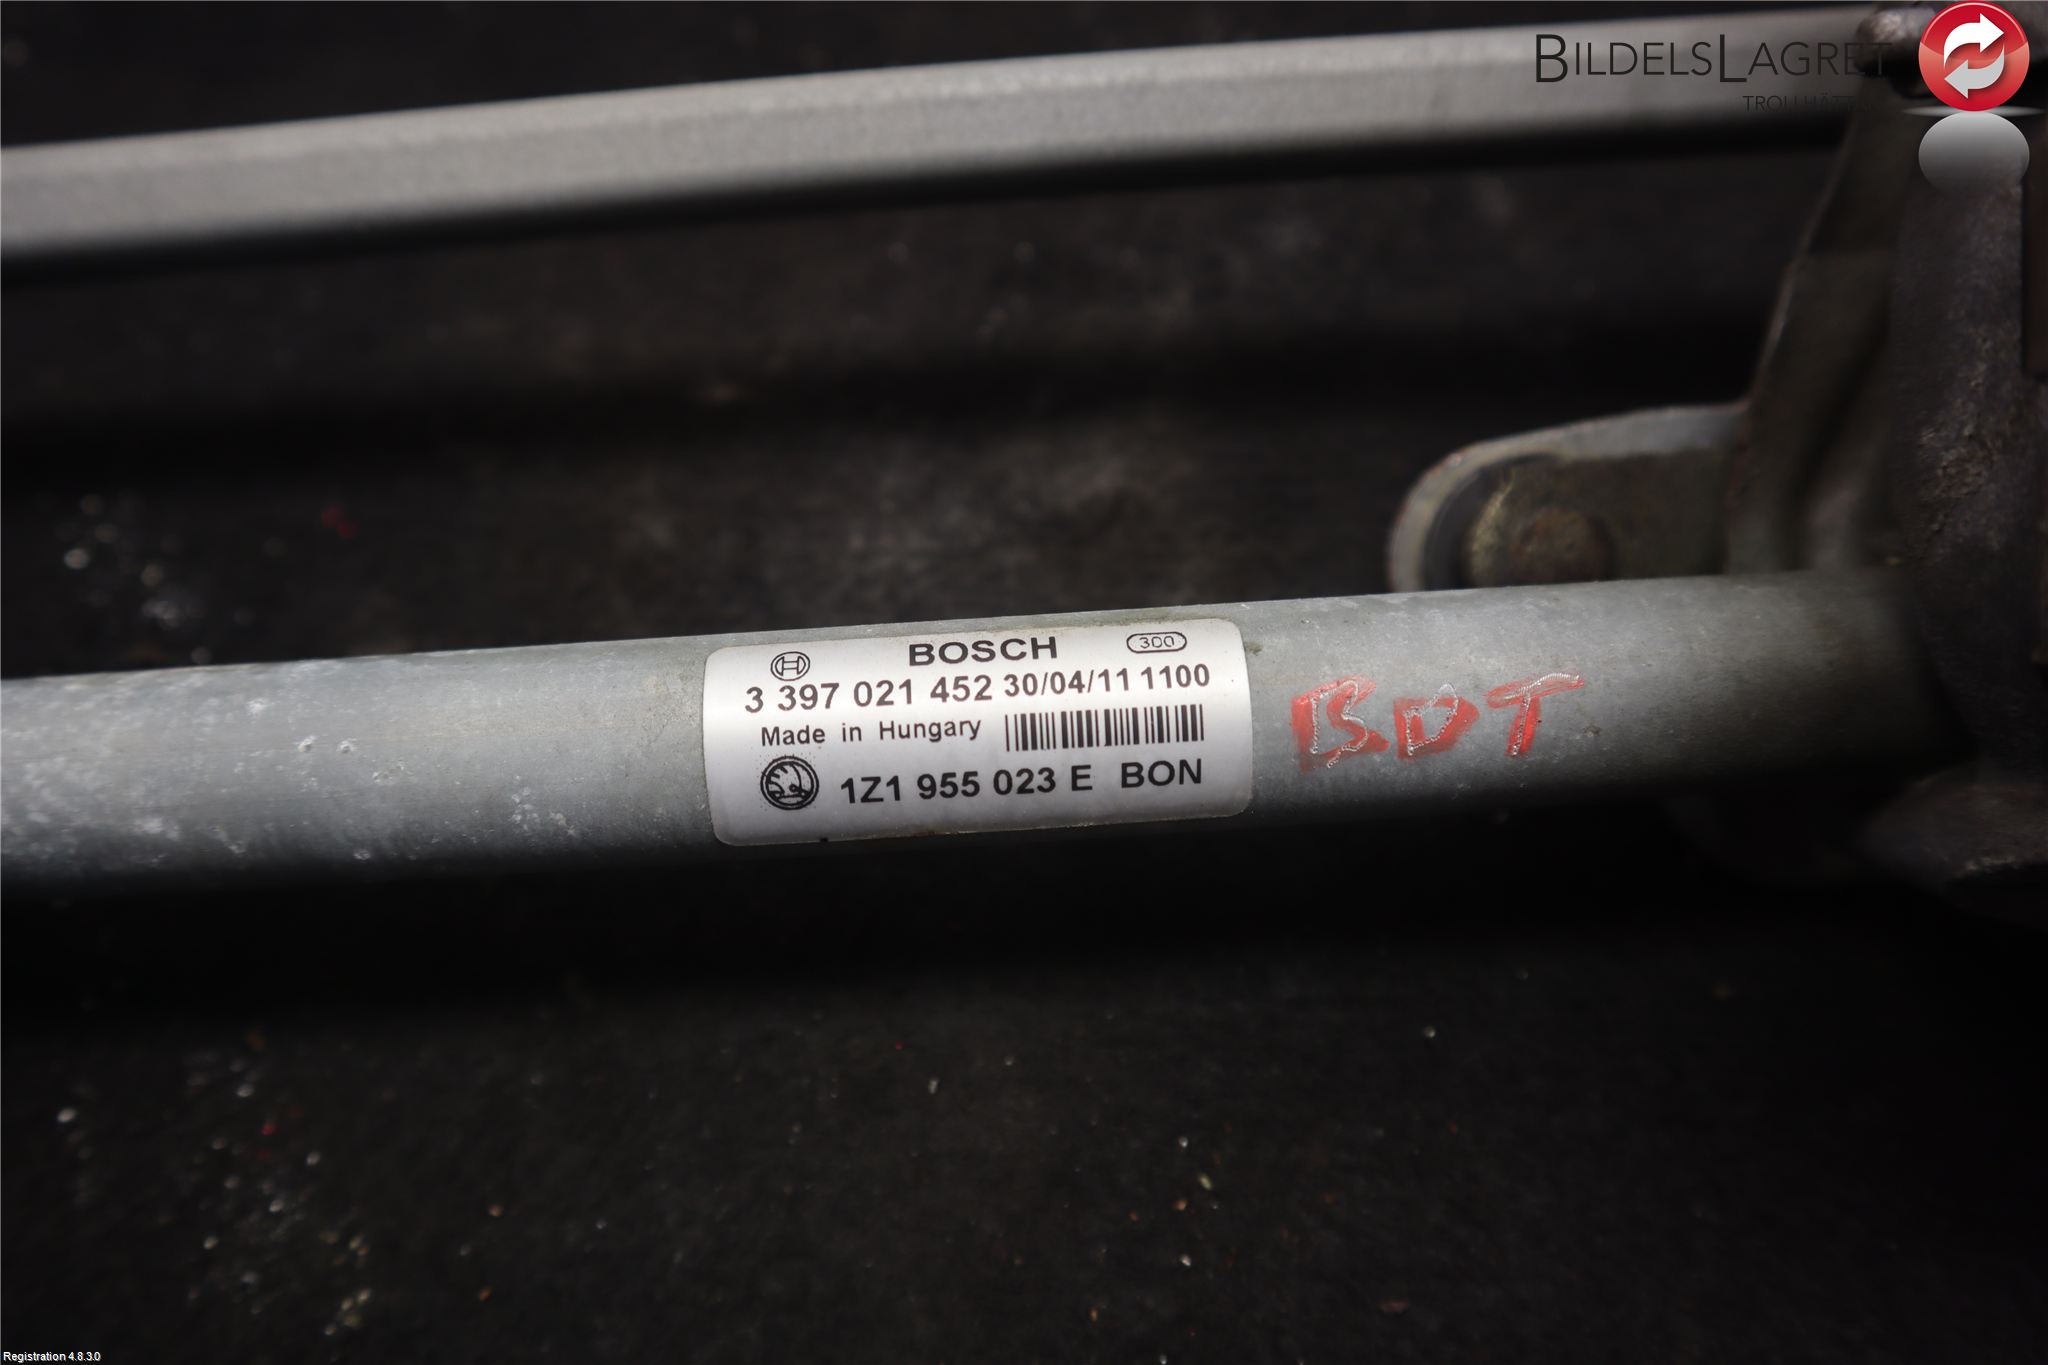 BILDELSLAGRET
BOSCH 300
3 397 021 452 30/04/11 1100
Made in Hungary
1Z1 955 023 E BON
BDT
Registration 4.8.3.0